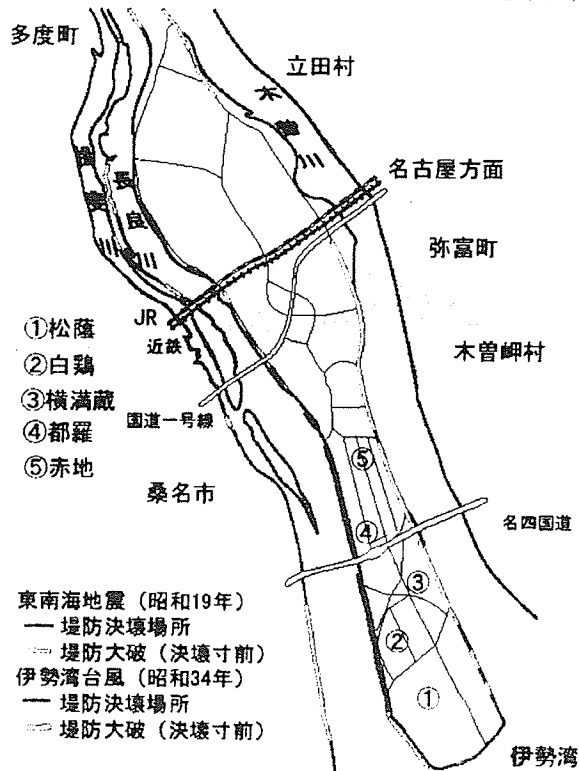 多度町
立田村
木曽川
揖斐川
長良川
名古屋方面
弥富町
JR
近鉄
木曽岬村
①松蔭
②白鶏
③横満蔵
④都羅
⑤赤地
国道一号線
桑名市
⑤
④
名四国道
③
②
①
東南海地震（昭和19年）
堤防決壊場所
堤防大破（決壊寸前）
伊勢湾台風（昭和34年）
堤防決壊場所
堤防大破（決壊寸前）
伊勢湾